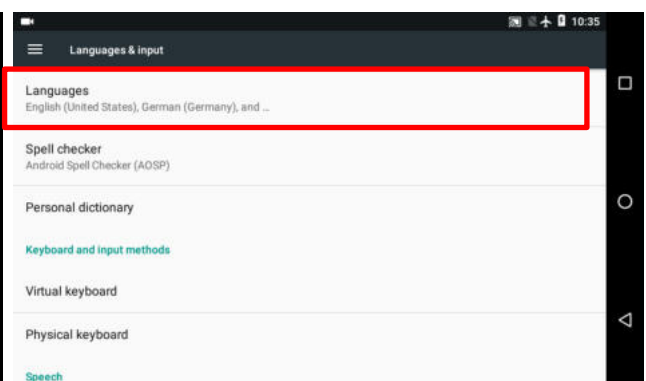 10:35
Languages & input
Languages
English (United States), German (Germany), and ...
Spell checker
Android Spell Checker (AOSP)
Personal dictionary
Keyboard and input methods
Virtual keyboard
Physical keyboard
Speech